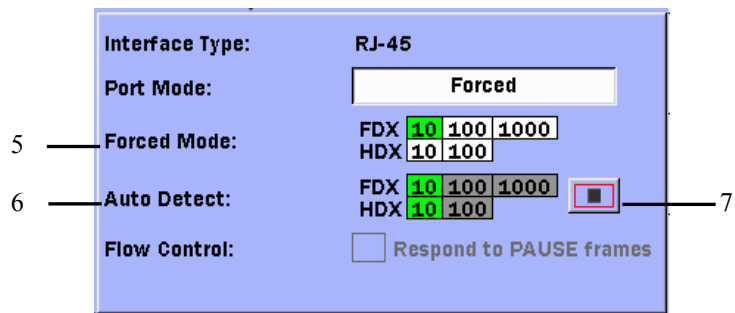 Interface Type: RJ-45
Port Mode: Forced
5 Forced Mode: FDX 10 100 1000
HDX 10 100
6 Auto Detect: FDX 10 100 1000 7
HDX 10 100
Flow Control: Respond to PAUSE frames